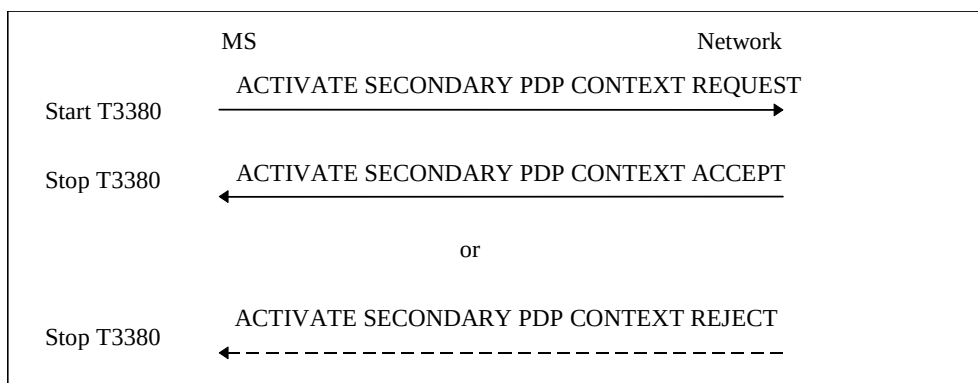 MS Network
ACTIVATE SECONDARY PDP CONTEXT REQUEST
Start T3380
ACTIVATE SECONDARY PDP CONTEXT ACCEPT
Stop T3380
or
ACTIVATE SECONDARY PDP CONTEXT REJECT
Stop T3380